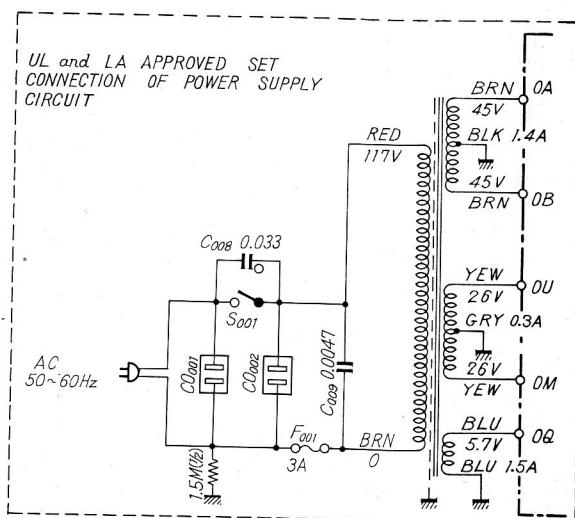 UL and LA APPROVED SET
CONNECTION OF POWER SUPPLY
CIRCUIT
BRN
0A
45V
BLK 1.4A
45V
BRN
0B
RED
117V
C008 0.033
S001
AC
50~60Hz
CO001
CO002
C009 0.0047
F001
3A
BRN
0
1.5M(½)
YEW
0U
26V
GRY 0.3A
26V
YEW
0M
BLU
0Q
5.7V
BLU 1.5A